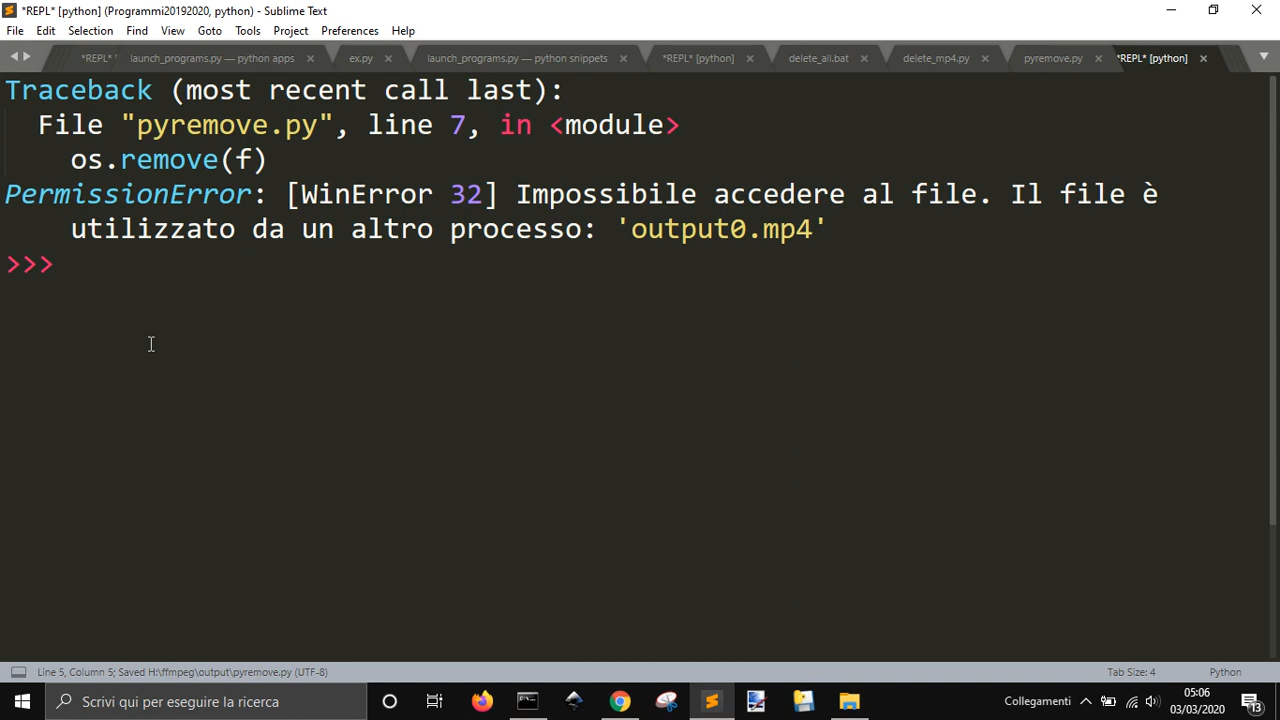 *REPL* [python] (Programmi20192020, python) - Sublime Text
File Edit Selection Find View Goto Tools Project Preferences Help
*REPL* launch_programs.py — python apps ex.py launch_programs.py — python snippets *REPL* [python] delete_all.bat delete_mp4.py pyremove.py *REPL* [python]
Traceback (most recent call last):
File "pyremove.py", line 7, in <module>
os.remove(f)
PermissionError: [WinError 32] Impossibile accedere al file. Il file è
utilizzato da un altro processo: 'output0.mp4'
>>>
Line 5, Column 5; Saved H:\ffmpeg\output\pyremove.py (UTF-8) Tab Size: 4 Python
Scrivi qui per eseguire la ricerca Collegamenti 05:06
03/03/2020 13